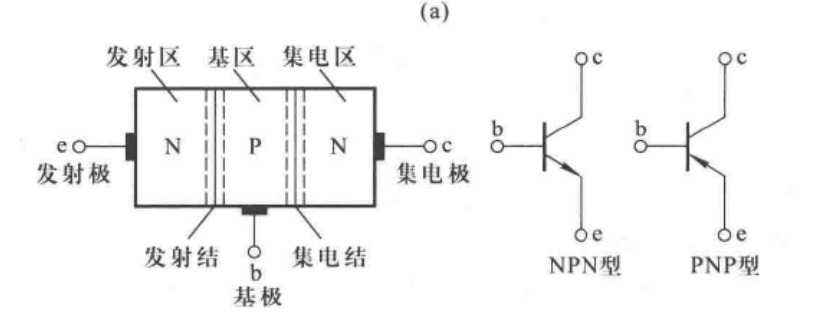 (a)
发射区 基区 集电区
c c
e N P N c b b
发射极 集电极
发射结 b 集电结 e e
基极 NPN型 PNP型